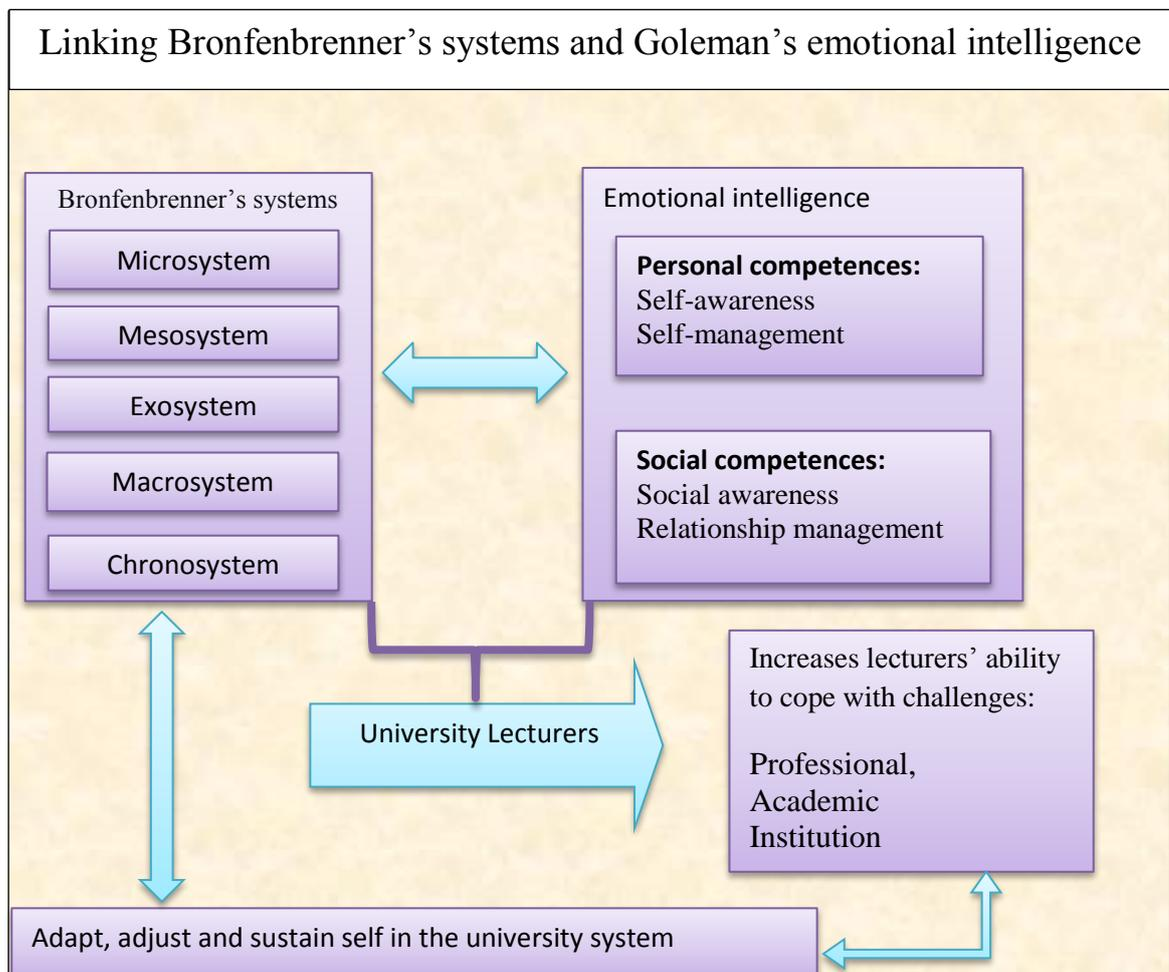 Linking Bronfenbrenner’s systems and Goleman’s emotional intelligence
Bronfenbrenner’s systems
Microsystem
Mesosystem
Exosystem
Macrosystem
Chronosystem
Emotional intelligence
Personal competences:
Self-awareness
Self-management
Social competences:
Social awareness
Relationship management
University Lecturers
Increases lecturers’ ability
to cope with challenges:
Professional,
Academic
Institution
Adapt, adjust and sustain self in the university system